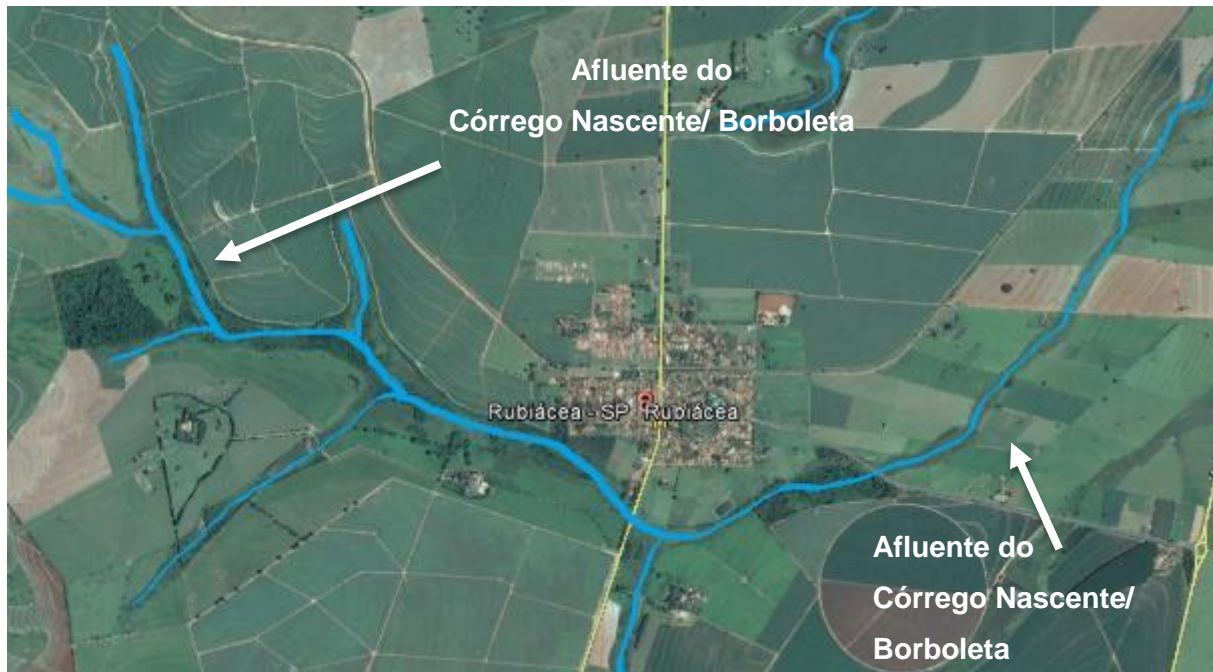 Afluente do
Córrego Nascente/ Borboleta
Rubiácea - SP Rubiácea
Afluente do
Córrego Nascente/
Borboleta